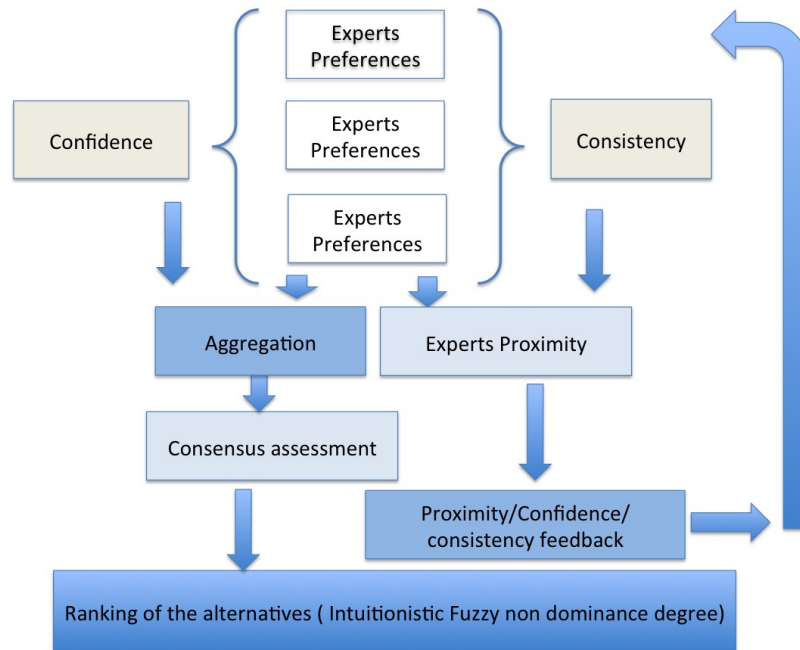 Experts
Preferences
Confidence
Experts
Preferences
Consistency
Experts
Preferences
Aggregation
Experts Proximity
Consensus assessment
Proximity/Confidence/
consistency feedback
Ranking of the alternatives ( Intuitionistic Fuzzy non dominance degree)